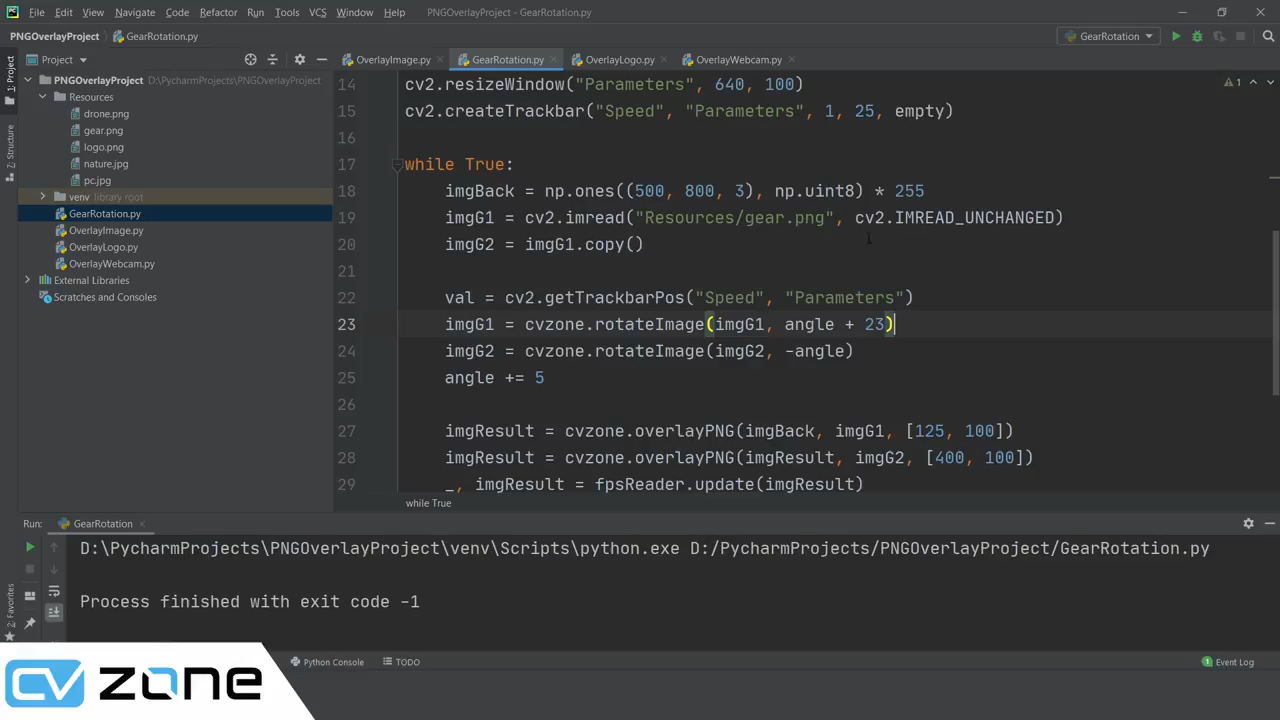 File Edit View Navigate Code Refactor Run Tools VCS Window Help PNGOverlayProject - GearRotation.py
PNGOverlayProject GearRotation.py GearRotation
Project OverlayImage.py GearRotation.py OverlayLogo.py OverlayWebcam.py
1: Project
7: Structure
2: Favorites
PNGOverlayProject D:\PycharmProjects\PNGOverlayProject
Resources
drone.png
gear.png
logo.png
nature.jpg
pc.jpg
venv library root
GearRotation.py
OverlayImage.py
OverlayLogo.py
OverlayWebcam.py
External Libraries
Scratches and Consoles
1
14 cv2.resizeWindow("Parameters", 640, 100)
15 cv2.createTrackbar("Speed", "Parameters", 1, 25, empty)
16
17 while True:
18 imgBack = np.ones((500, 800, 3), np.uint8) * 255
19 imgG1 = cv2.imread("Resources/gear.png", cv2.IMREAD_UNCHANGED)
20 imgG2 = imgG1.copy()
21
22 val = cv2.getTrackbarPos("Speed", "Parameters")
23 imgG1 = cvzone.rotateImage(imgG1, angle + 23)
24 imgG2 = cvzone.rotateImage(imgG2, -angle)
25 angle += 5
26
27 imgResult = cvzone.overlayPNG(imgBack, imgG1, [125, 100])
28 imgResult = cvzone.overlayPNG(imgResult, imgG2, [400, 100])
29 _, imgResult = fpsReader.update(imgResult)
while True
Run: GearRotation
D:\PycharmProjects\PNGOverlayProject\venv\Scripts\python.exe D:/PycharmProjects/PNGOverlayProject/GearRotation.py
Process finished with exit code -1
Python Console TODO 1 Event Log
CV ZONE